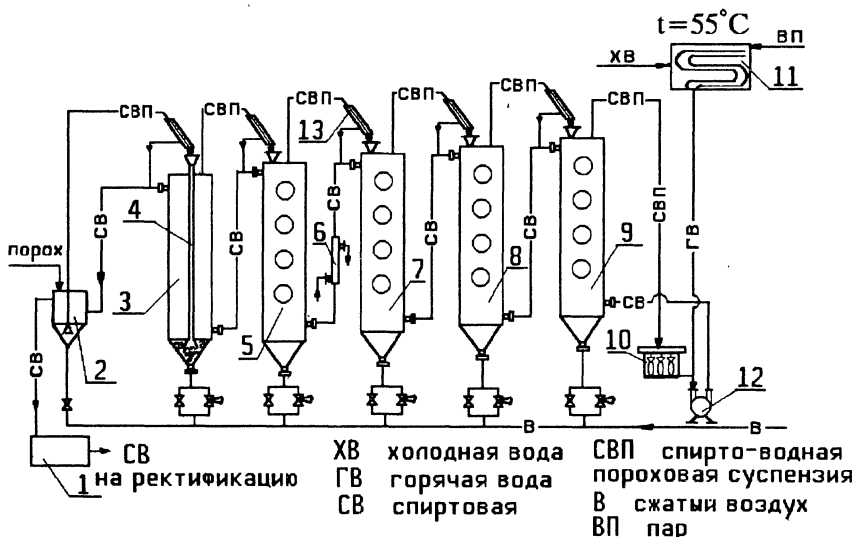 t=55°C
ХВ
ВП
11
СВП
СВП
СВП
СВП
СВП
13
СВ
4
3
порох
2
СВ
СВ
5
6
СВ
7
СВ
8
СВ
9
СВ
СВП
ГВ
10
12
В
В
1
СВ
на ректификацию
ХВ холодная вода
ГВ горячая вода
СВ спиртовая
СВП спирто-водная
пороховая суспензия
В сжатый воздух
ВП пар